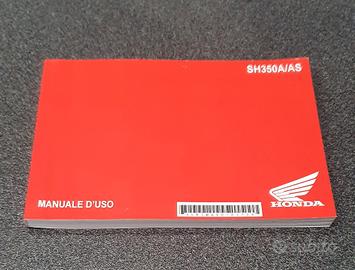 SH350A/AS
MANUALE D'USO
HONDA
subito